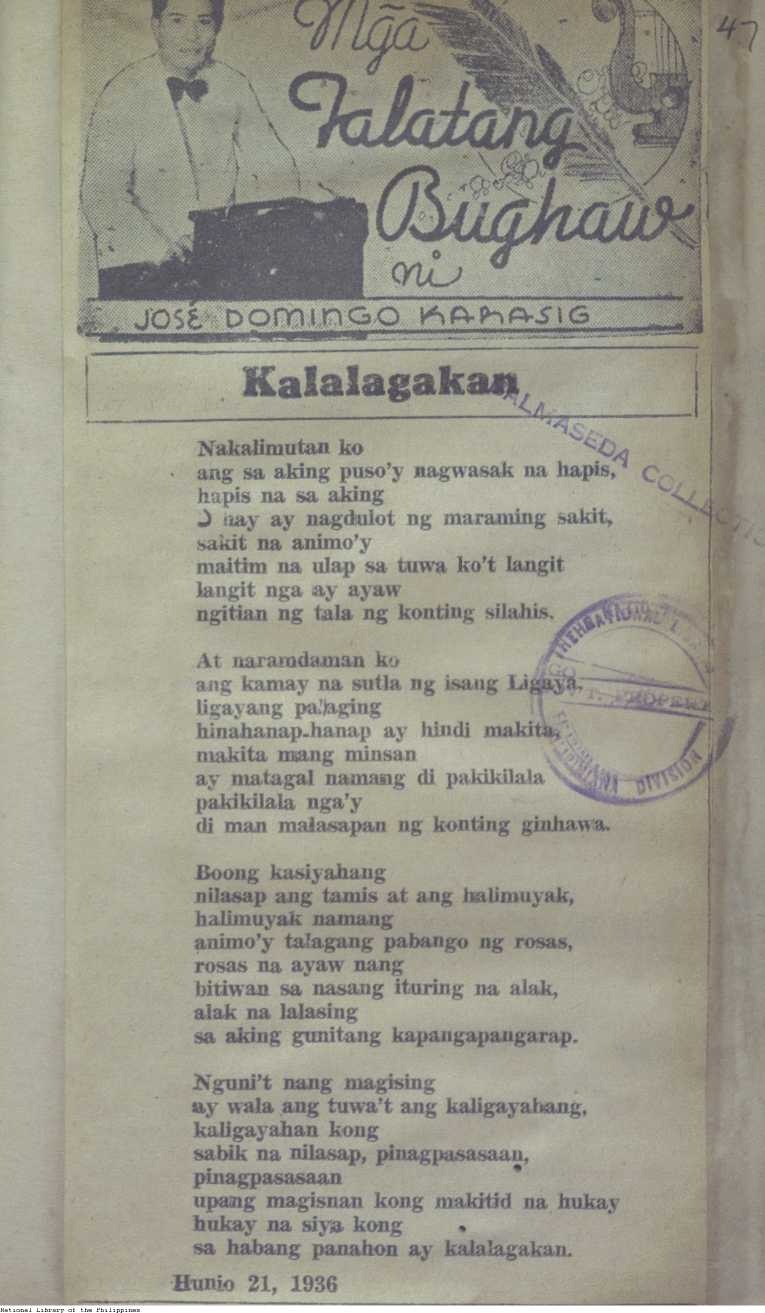 47
Mga
Talatang
Bughaw
ni
JOSÉ DOMINGO KARASIG
Kalalagakan
ALMASEDA COLLECTIO
Nakalimutan ko
ang sa aking puso'y nagwasak na hapis,
hapis na sa aking
ay nagdulot ng maraming sakit,
sakit na animo'y
maitim na ulap sa tuwa ko't langit
langit nga ay ayaw
ngitian ng tala ng konting silahis.
At naramdaman ko
ang kamay na sutla ng isang Ligaya,
ligayang palaging
hinahanap-hanap ay hindi makita,
makita mang minsan
ay matagal namang di pakikilala
pakikilala nga'y
di man malasapan ng konting ginhawa.
DIVISION
Boong kasiyahang
nilasap ang tamis at ang halimuyak,
halimuyak namang
animo'y talagang pabango ng rosas,
rosas na ayaw nang
bitiwan sa nasang ituring na alak,
alak na lalasing
sa aking gunitang kapangapangarap.
Nguni't nang magising
ay wala ang tuwa't ang kaligayahang,
kaligayahan kong
sabik na nilasap, pinagpasasaan,
pinagpasasaan
upang magisnan kong makitid na hukay
hukay na siya kong
sa habang panahon ay kalalagakan.
Hunio 21, 1936
National Library of the Philippines